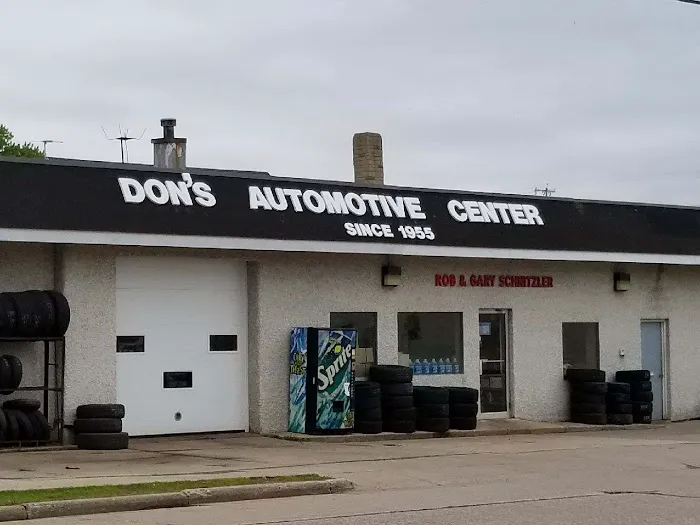 DON'S AUTOMOTIVE CENTER
SINCE 1955
ROB & GARY SCHNITZLER
Sprite